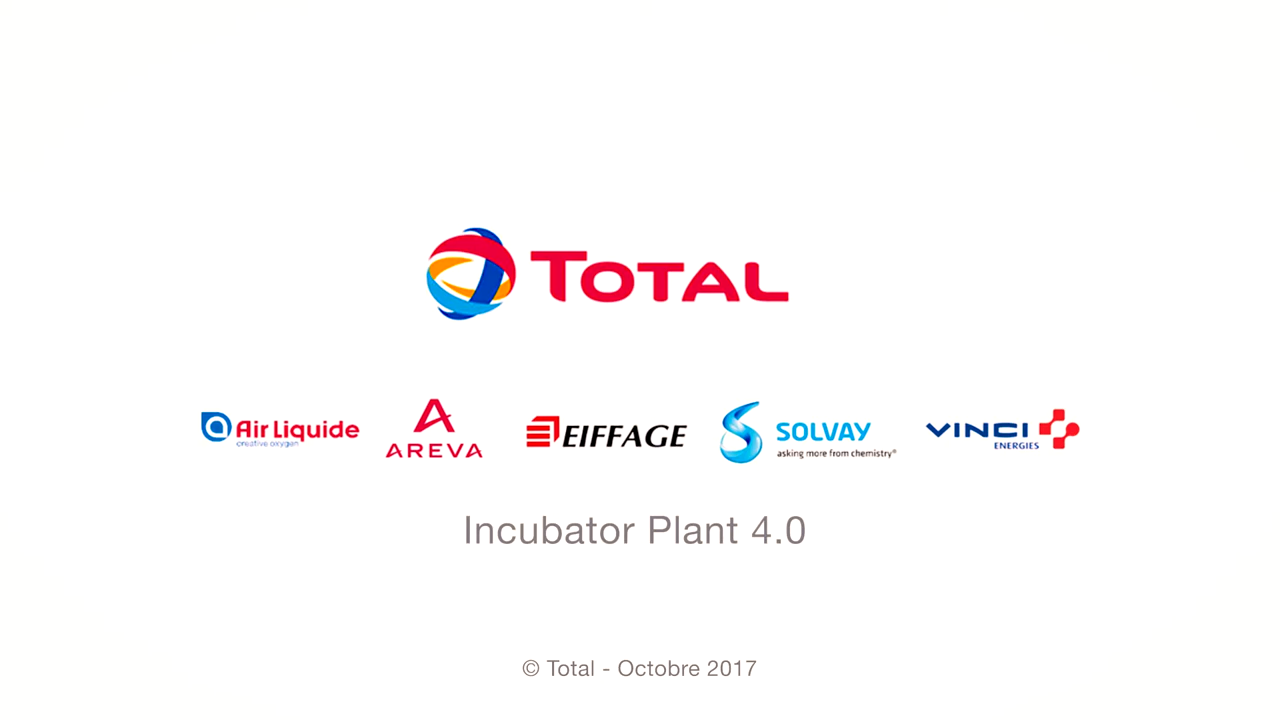 TOTAL
Air Liquide
creative oxygen
AREVA
EIFFAGE
SOLVAY
asking more from chemistry®
VINCI
ENERGIES
Incubator Plant 4.0
© Total - Octobre 2017